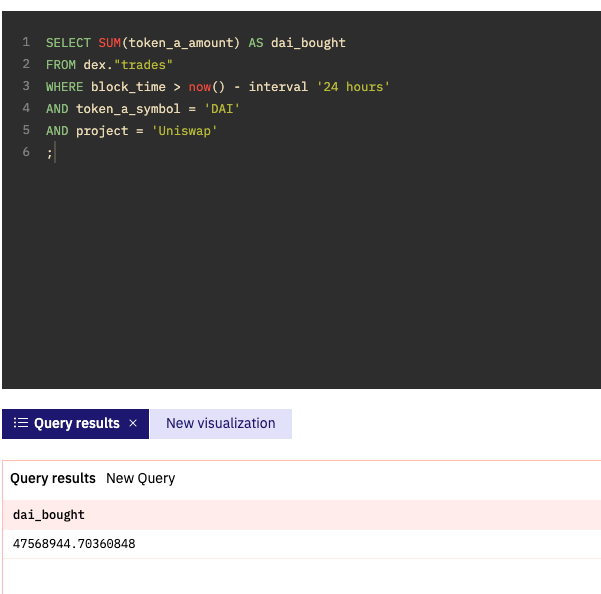 1 SELECT SUM(token_a_amount) AS dai_bought
2 FROM dex."trades"
3 WHERE block_time > now() - interval '24 hours'
4 AND token_a_symbol = 'DAI'
5 AND project = 'Uniswap'
6 ;
Query results × New visualization
Query results New Query
dai_bought
47568944.70360848